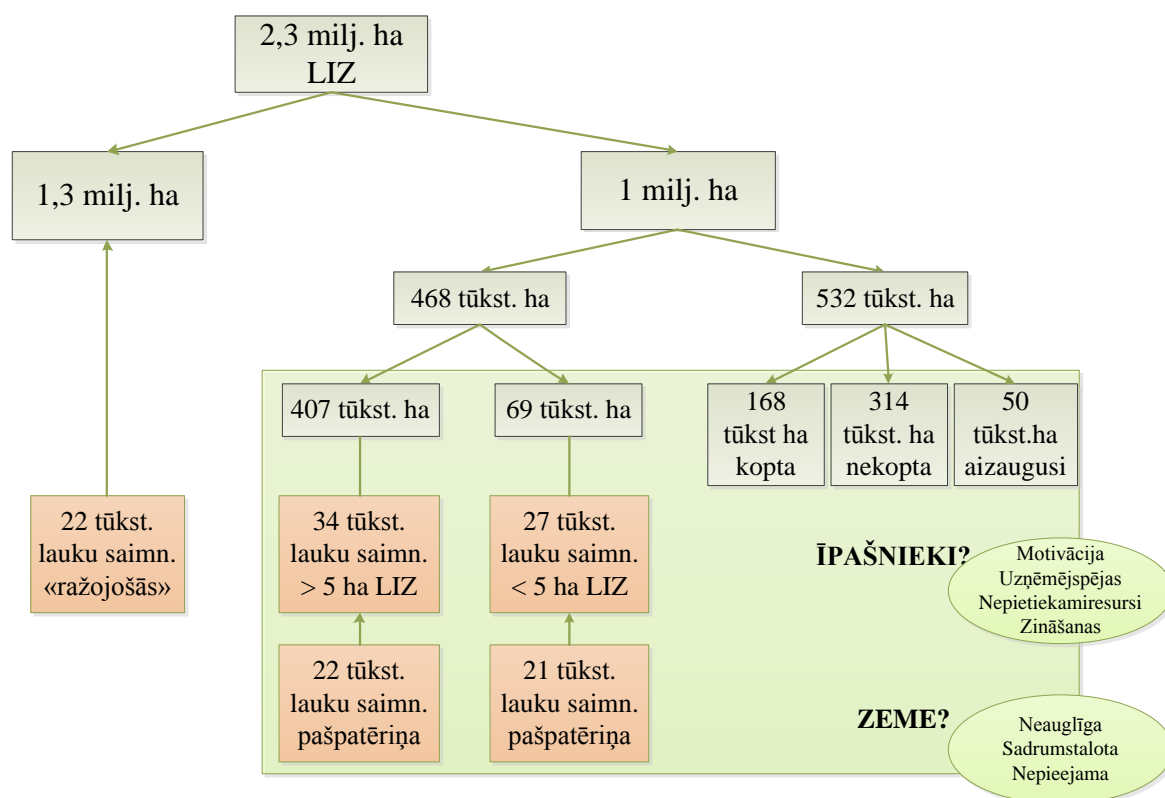 2,3 milj. ha
LIZ
1,3 milj. ha
1 milj. ha
468 tūkst. ha
532 tūkst. ha
407 tūkst. ha
69 tūkst. ha
168
tūkst ha
kopta
314
tūkst. ha
nekopta
50
tūkst.ha
aizaugusi
22 tūkst.
lauku saimn.
«ražojošās»
34 tūkst.
lauku saimn.
> 5 ha LIZ
27 tūkst.
lauku saimn.
< 5 ha LIZ
ĪPAŠNIEKI?
Motivācija
Uzņēmējspējas
Nepietiekamiresursi
Zināšanas
22 tūkst.
lauku saimn.
pašpatēriņa
21 tūkst.
lauku saimn.
pašpatēriņa
ZEME?
Neauglīga
Sadrumstalota
Nepieejama